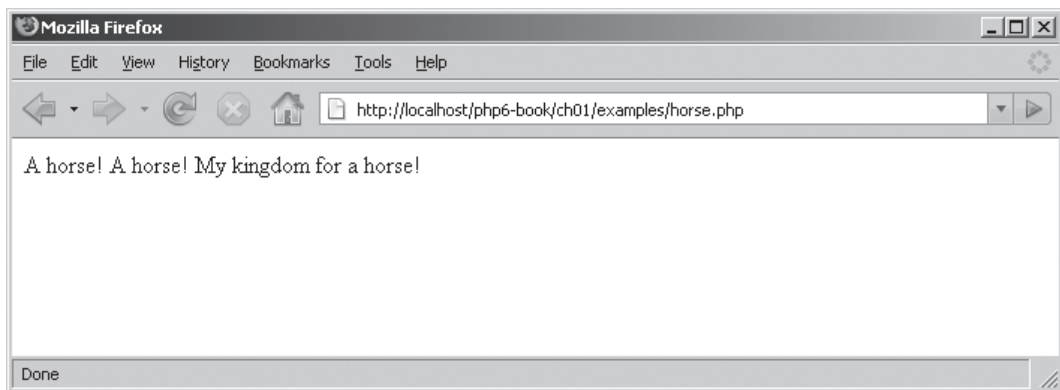 Mozilla Firefox
File Edit View History Bookmarks Tools Help
http://localhost/php6-book/ch01/examples/horse.php
A horse! A horse! My kingdom for a horse!
Done